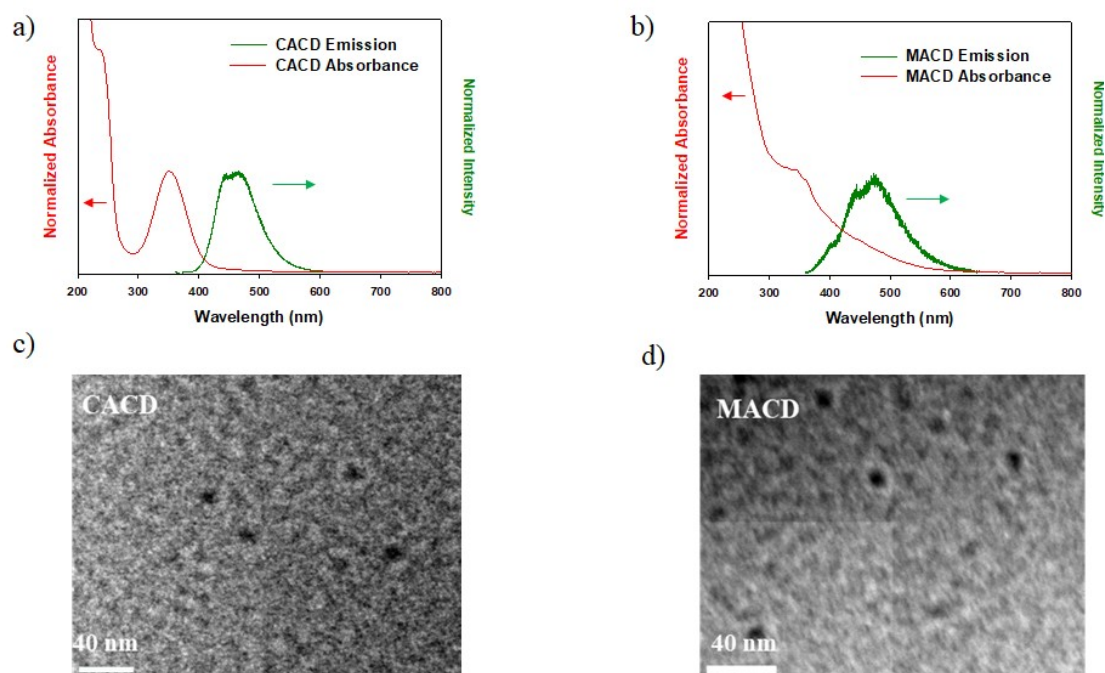 a)
CACD Emission
CACD Absorbance
Normalized Absorbance
Normalized Intensity
200 300 400 500 600 700 800
Wavelength (nm)
b)
MACD Emission
MACD Absorbance
Normalized Absorbance
Normalized Intensity
200 300 400 500 600 700 800
Wavelength (nm)
c)
CACD
40 nm
d)
MACD
40 nm